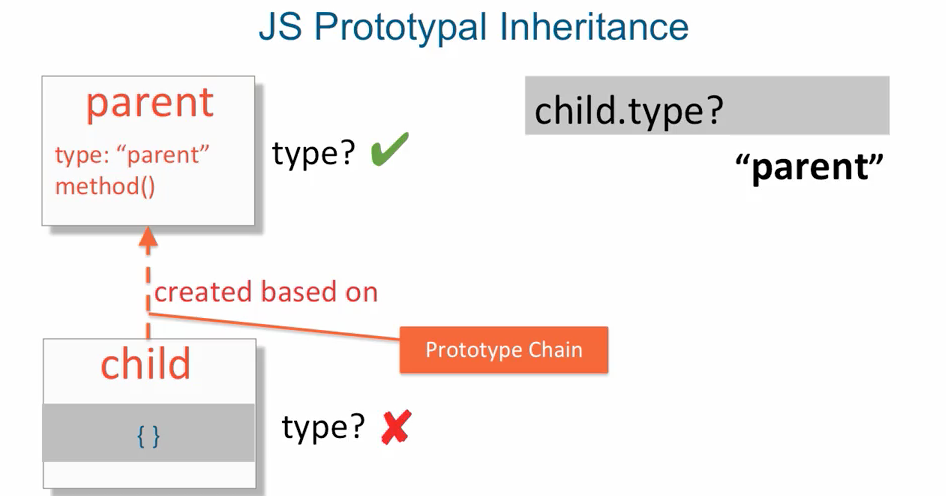 JS Prototypal Inheritance
parent
type: “parent”
method()
type?
child.type?
“parent”
created based on
Prototype Chain
child
{ }
type?